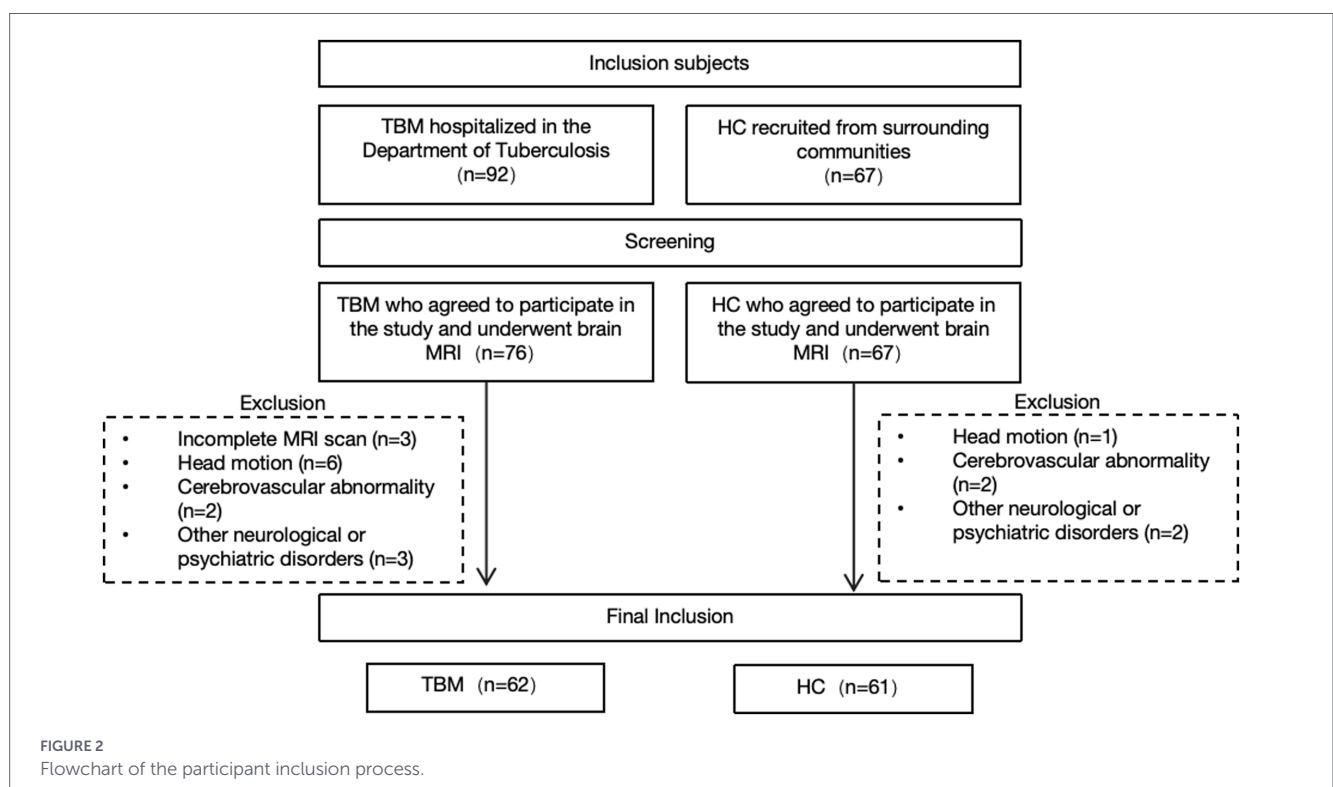 Inclusion subjects
TBM hospitalized in the
Department of Tuberculosis
(n=92)
HC recruited from surrounding
communities
(n=67)
Screening
TBM who agreed to participate in
the study and underwent brain
MRI (n=76)
HC who agreed to participate in
the study and underwent brain
MRI (n=67)
Exclusion
• Incomplete MRI scan (n=3)
• Head motion (n=6)
• Cerebrovascular abnormality
(n=2)
• Other neurological or
psychiatric disorders (n=3)
Exclusion
• Head motion (n=1)
• Cerebrovascular abnormality
(n=2)
• Other neurological or
psychiatric disorders (n=2)
Final Inclusion
TBM (n=62)
HC (n=61)
FIGURE 2
Flowchart of the participant inclusion process.